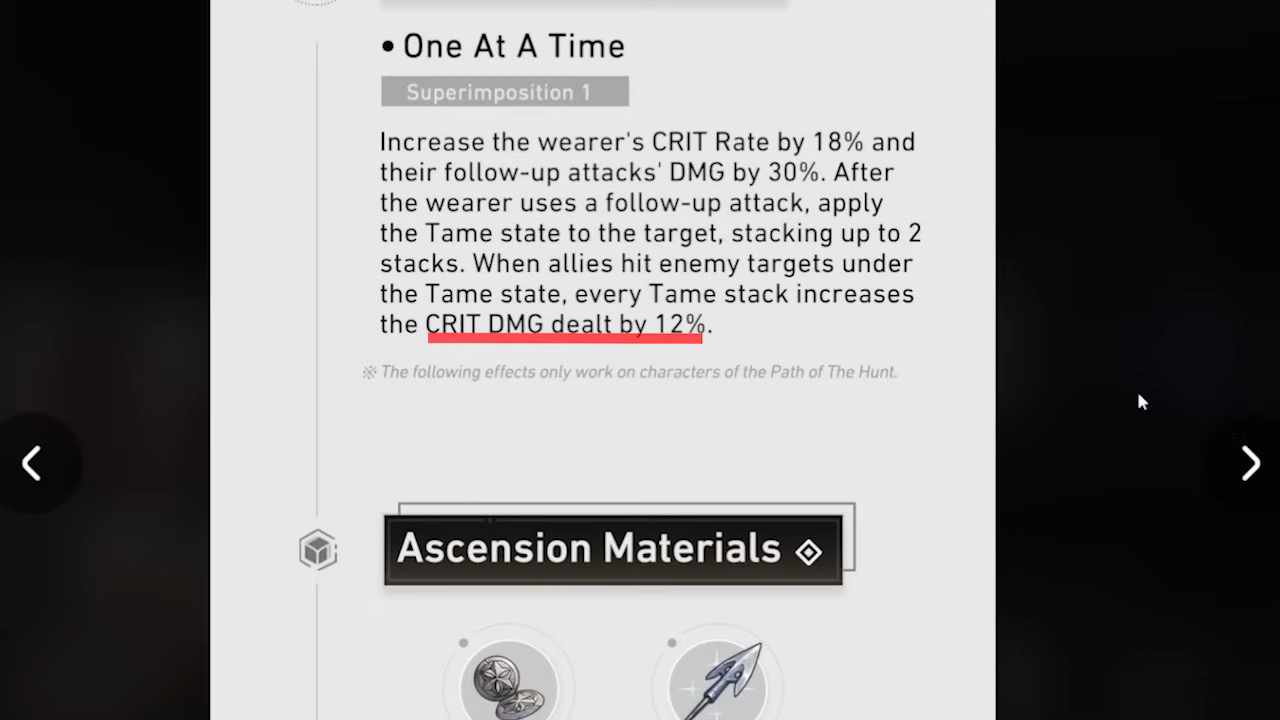 • One At A Time
Superimposition 1
Increase the wearer's CRIT Rate by 18% and
their follow-up attacks' DMG by 30%. After
the wearer uses a follow-up attack, apply
the Tame state to the target, stacking up to 2
stacks. When allies hit enemy targets under
the Tame state, every Tame stack increases
the CRIT DMG dealt by 12%.
※ The following effects only work on characters of the Path of The Hunt.
Ascension Materials